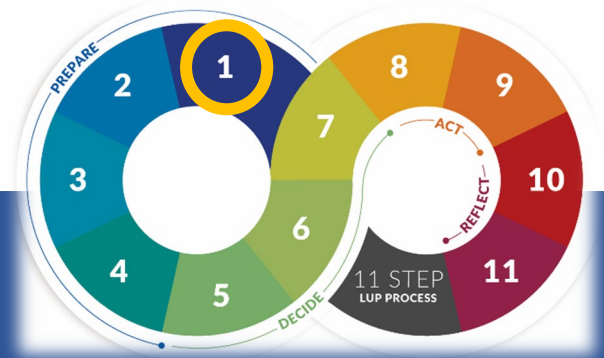 PREPARE
1
2
3
4
5
6
7
DECIDE
8
9
10
11
ACT
REFLECT
11 STEP
LUP PROCESS